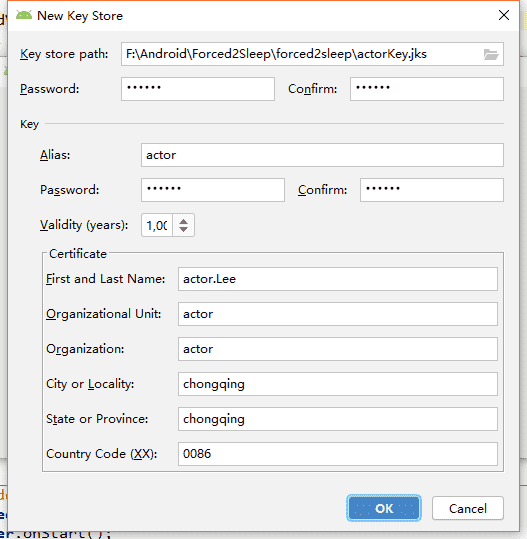 New Key Store
Key store path: F:\Android\Forced2Sleep\forced2sleep\actorKey.jks
Password: •••••• Confirm: ••••••
Key
Alias: actor
Password: •••••• Confirm: ••••••
Validity (years): 1,00
Certificate
First and Last Name: actor.Lee
Organizational Unit: actor
Organization: actor
City or Locality: chongqing
State or Province: chongqing
Country Code (XX): 0086
OK Cancel
er.onStart();